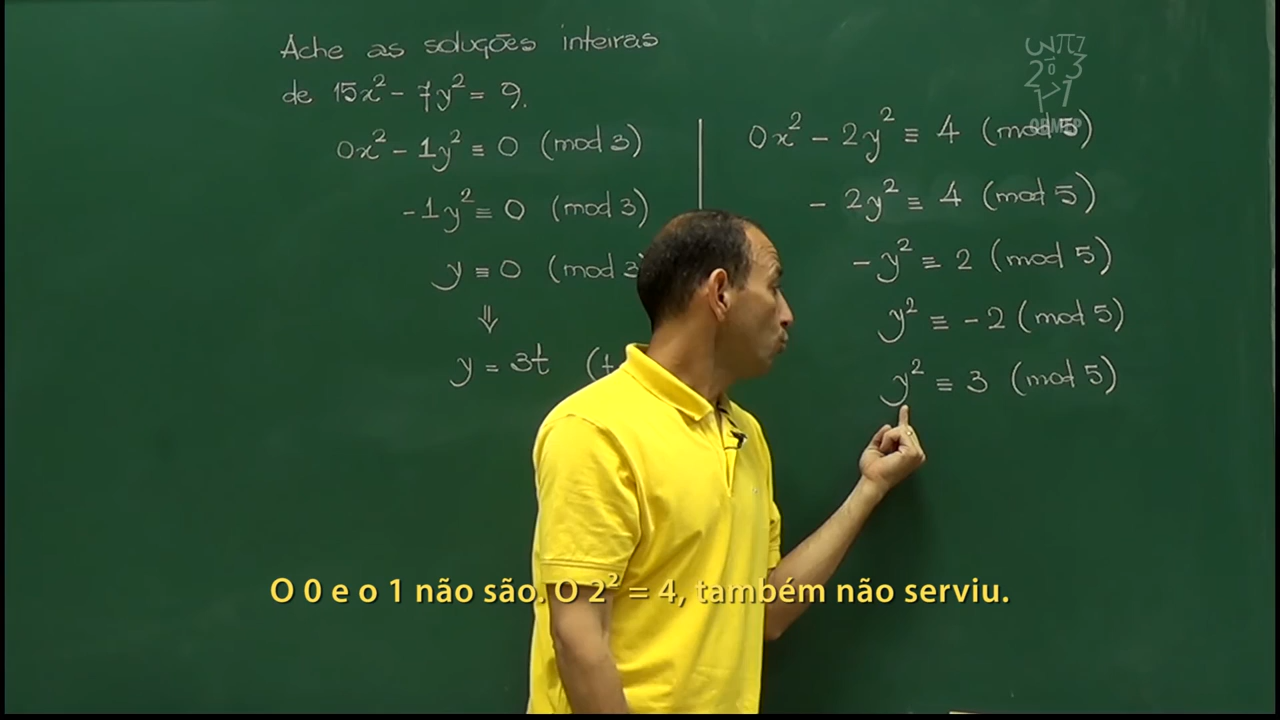 Ache as soluções inteiras
de 15x² - 7y² = 9.
0x² - 1y² ≡ 0 (mod 3)
-1y² ≡ 0 (mod 3)
y ≡ 0 (mod 3
⇓
y = 3t (t
0x² - 2y² ≡ 4 (mod 5)
- 2y² ≡ 4 (mod 5)
- y² ≡ 2 (mod 5)
y² ≡ - 2 (mod 5)
y² ≡ 3 (mod 5)
OBMEP
O 0 e o 1 não são. O 2² = 4, também não serviu.